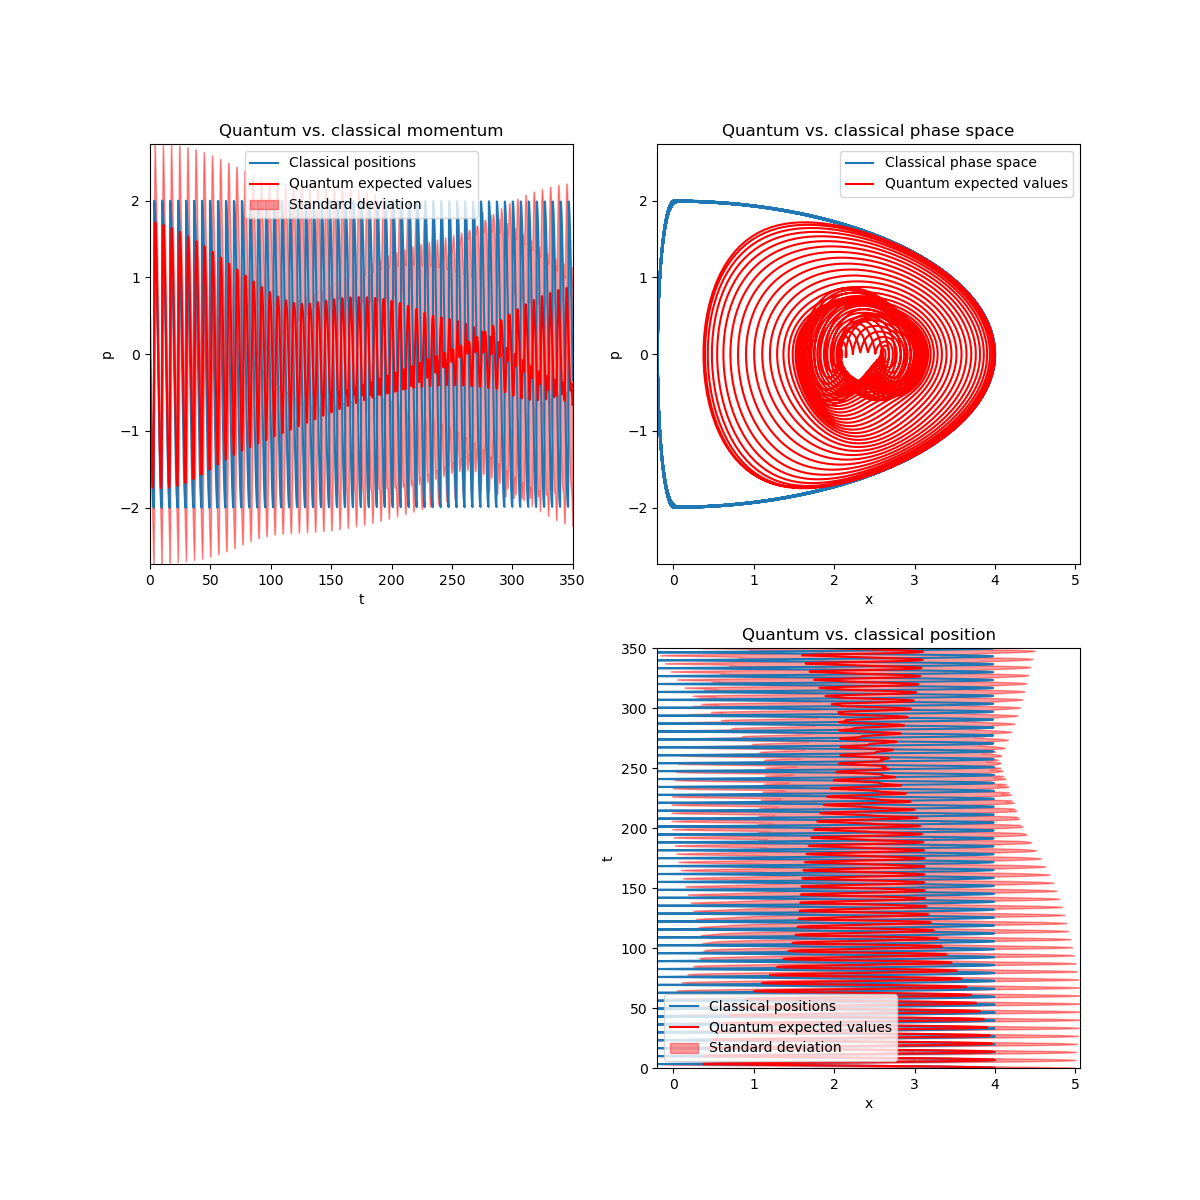 Quantum vs. classical momentum
Classical positions
Quantum expected values
Standard deviation
2
1
0
−1
−2
p
0
50
100
150
200
250
300
350
t
Quantum vs. classical phase space
Classical phase space
Quantum expected values
2
1
0
−1
−2
p
0
1
2
3
4
5
x
Quantum vs. classical position
350
300
250
200
150
100
50
0
t
Classical positions
Quantum expected values
Standard deviation
0
1
2
3
4
5
x